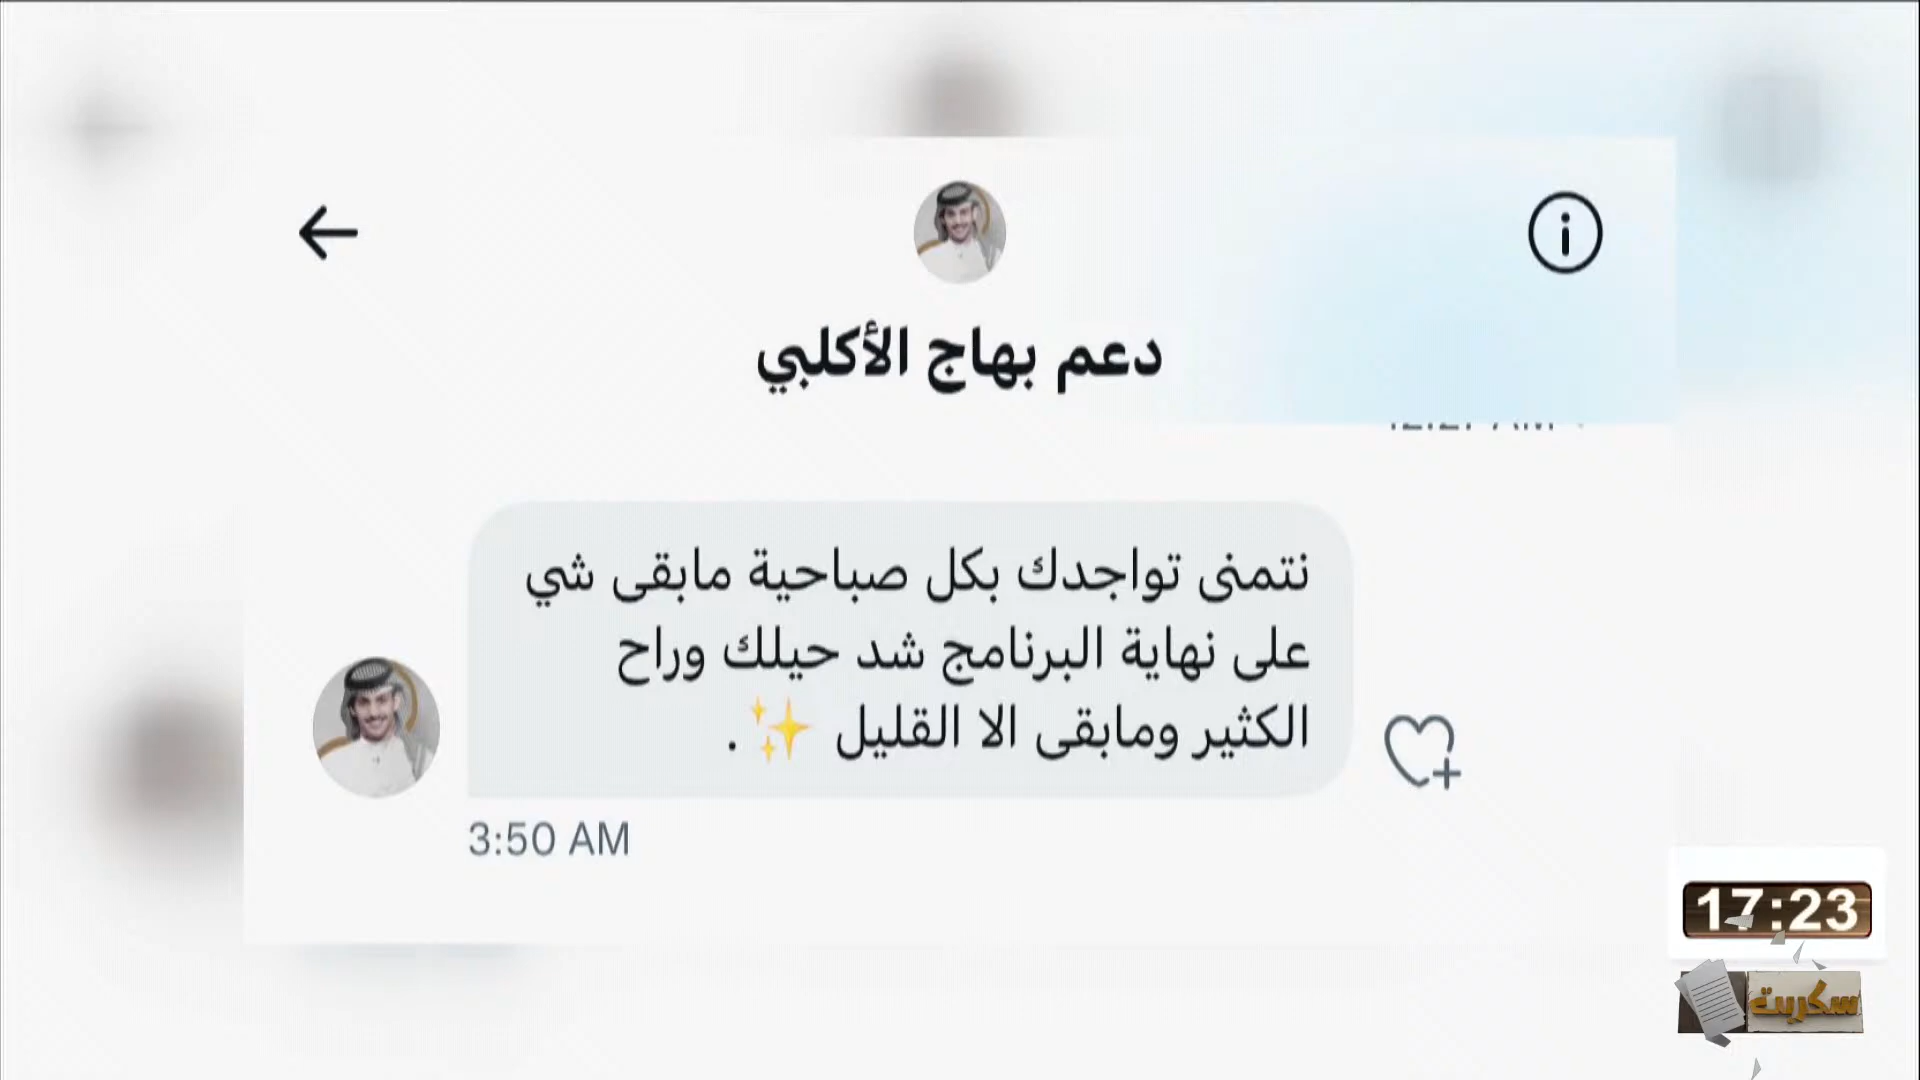 دعم بهاج الأكلبي
نتمنى تواجدك بكل صباحية مابقى شي
على نهاية البرنامج شد حيلك وراح
الكثير ومابقى الا القليل ✨ .
3:50 AM
17:23
سكريبت